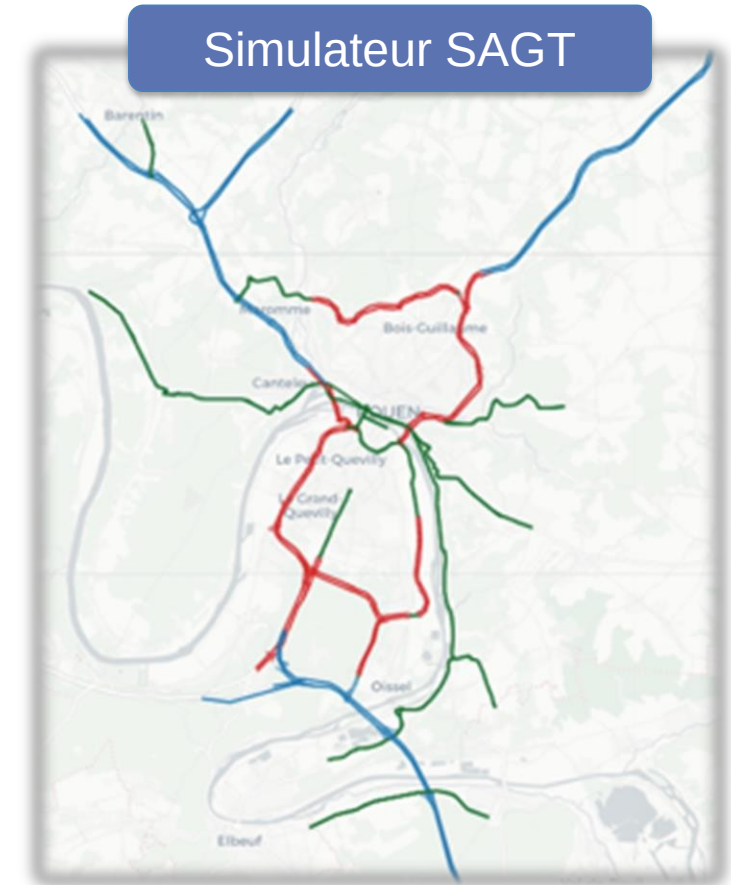 Simulateur SAGT
Barentin
Maromme
Bois-Guillaume
Canteleu
ROUEN
Le Petit-Quevilly
Le Grand-
Quevilly
Oissel
Elbeuf